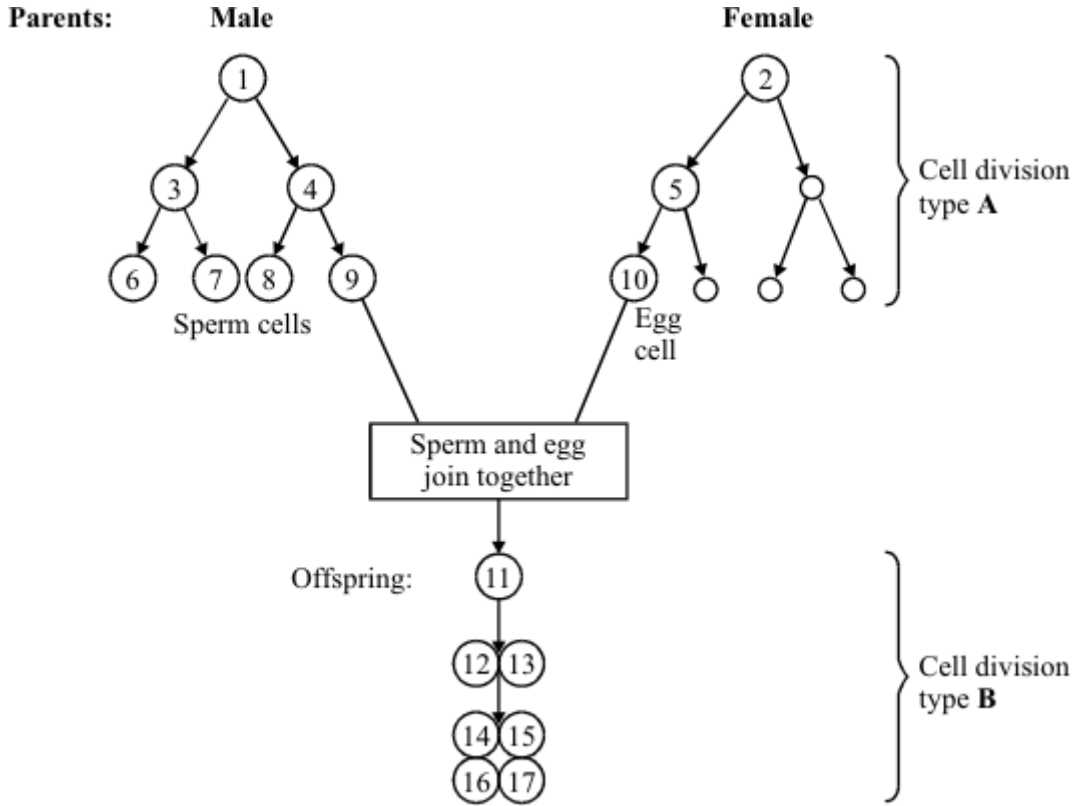 Parents: Male Female
1 2
3 4 5
Cell division
type A
6 7 8 9 10
Sperm cells
Egg
cell
Sperm and egg
join together
Offspring: 11
12 13
Cell division
type B
14 15
16 17